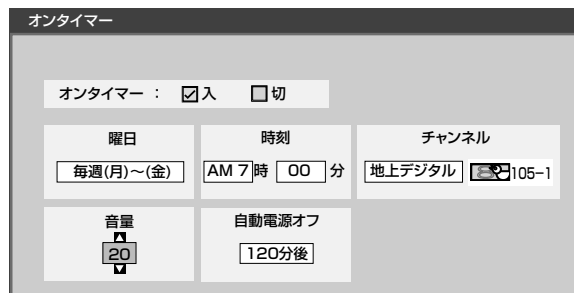 オンタイマー
オンタイマー : 入 切
曜日
毎週(月)~(金)
時刻
AM 7時 00 分
チャンネル
地上デジタル 105-1
音量
20
自動電源オフ
120分後